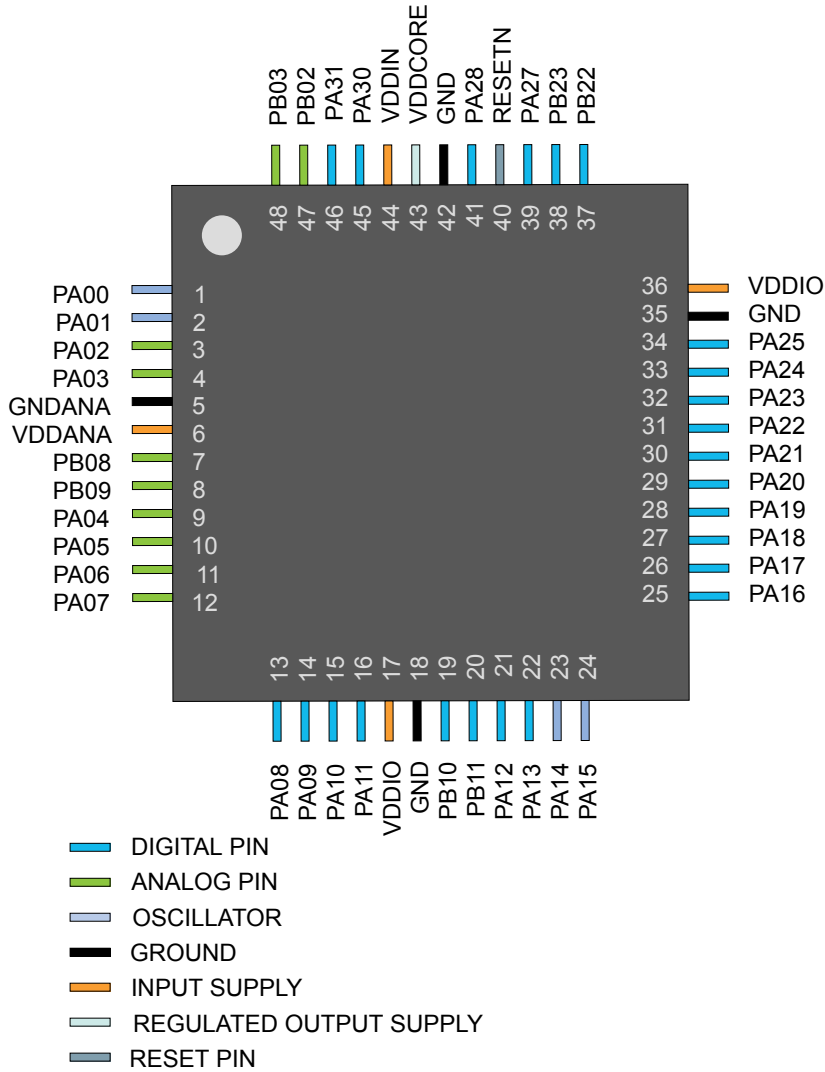 PB03
PB02
PA31
PA30
VDDIN
VDDCORE
GND
PA28
RESETN
PA27
PB23
PB22
48
47
46
45
44
43
42
41
40
39
38
37
PA00 1
PA01 2
PA02 3
PA03 4
GNDANA 5
VDDANA 6
PB08 7
PB09 8
PA04 9
PA05 10
PA06 11
PA07 12
36 VDDIO
35 GND
34 PA25
33 PA24
32 PA23
31 PA22
30 PA21
29 PA20
28 PA19
27 PA18
26 PA17
25 PA16
13
14
15
16
17
18
19
20
21
22
23
24
PA08
PA09
PA10
PA11
VDDIO
GND
PB10
PB11
PA12
PA13
PA14
PA15
DIGITAL PIN
ANALOG PIN
OSCILLATOR
GROUND
INPUT SUPPLY
REGULATED OUTPUT SUPPLY
RESET PIN